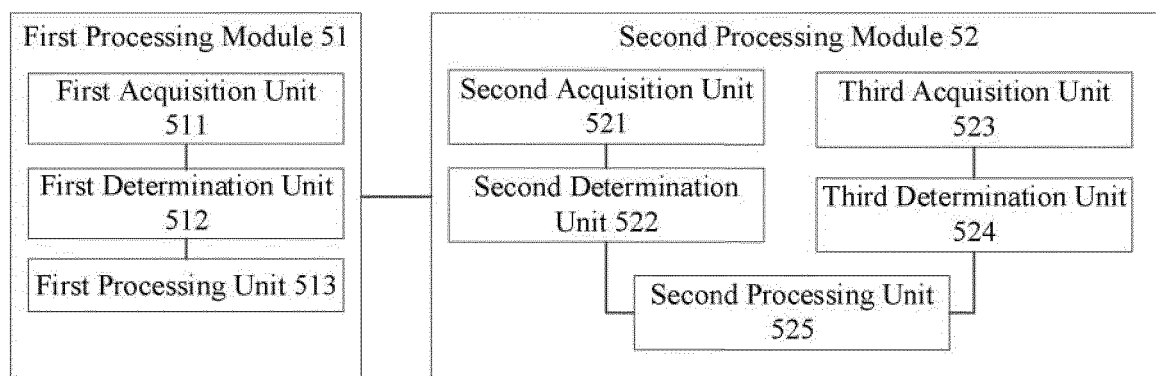 First Processing Module 51
First Acquisition Unit
511
First Determination Unit
512
First Processing Unit 513
Second Processing Module 52
Second Acquisition Unit
521
Second Determination
Unit 522
Third Acquisition Unit
523
Third Determination Unit
524
Second Processing Unit
525